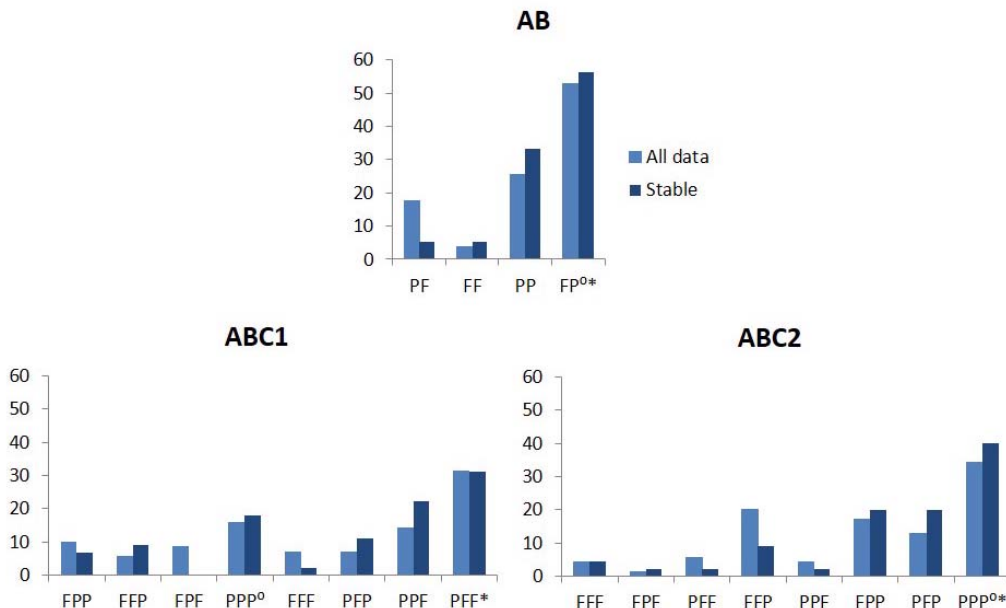 AB
60
50
40
30
20
10
0
PF FF PP FPº*
All data
Stable
ABC1
60
50
40
30
20
10
0
FPP FFP FPF PPPº FFF PFP PPF PFF*
ABC2
60
50
40
30
20
10
0
FFF FPF PFF FFP PPF FPP PFP PPPº*